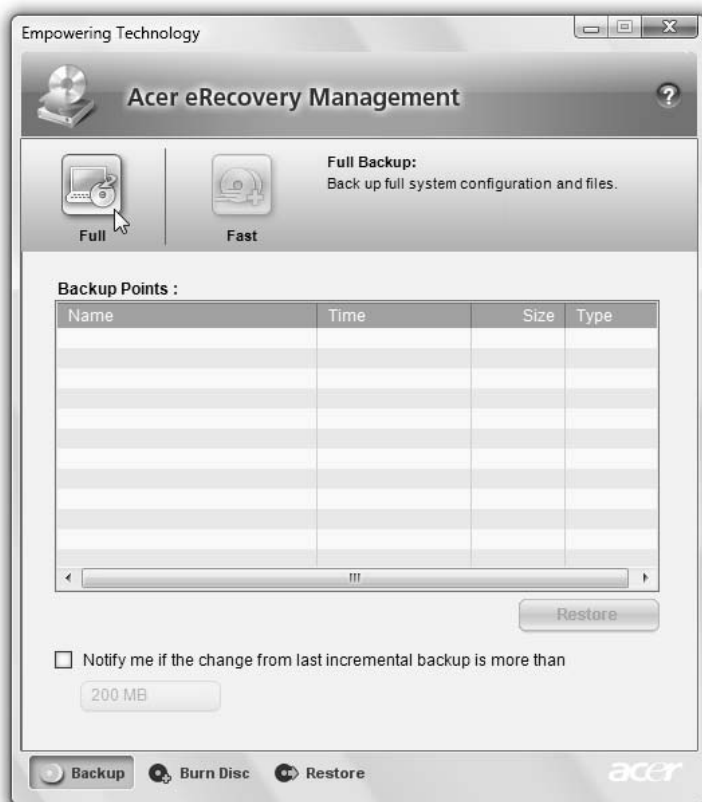 Empowering Technology
Acer eRecovery Management
?
Full
Fast
Full Backup:
Back up full system configuration and files.
Backup Points :
Name Time Size Type
Restore
Notify me if the change from last incremental backup is more than
200 MB
Backup Burn Disc Restore
acer